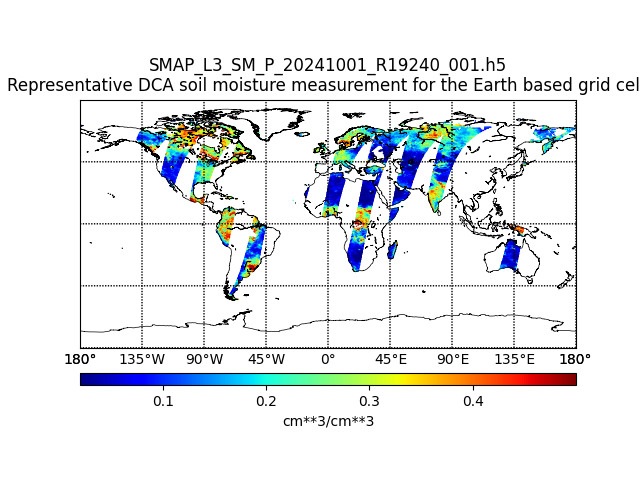 SMAP_L3_SM_P_20241001_R19240_001.h5
Representative DCA soil moisture measurement for the Earth based grid cel
180° 135°W 90°W 45°W 0° 45°E 90°E 135°E 180°
0.1 0.2 0.3 0.4
cm**3/cm**3